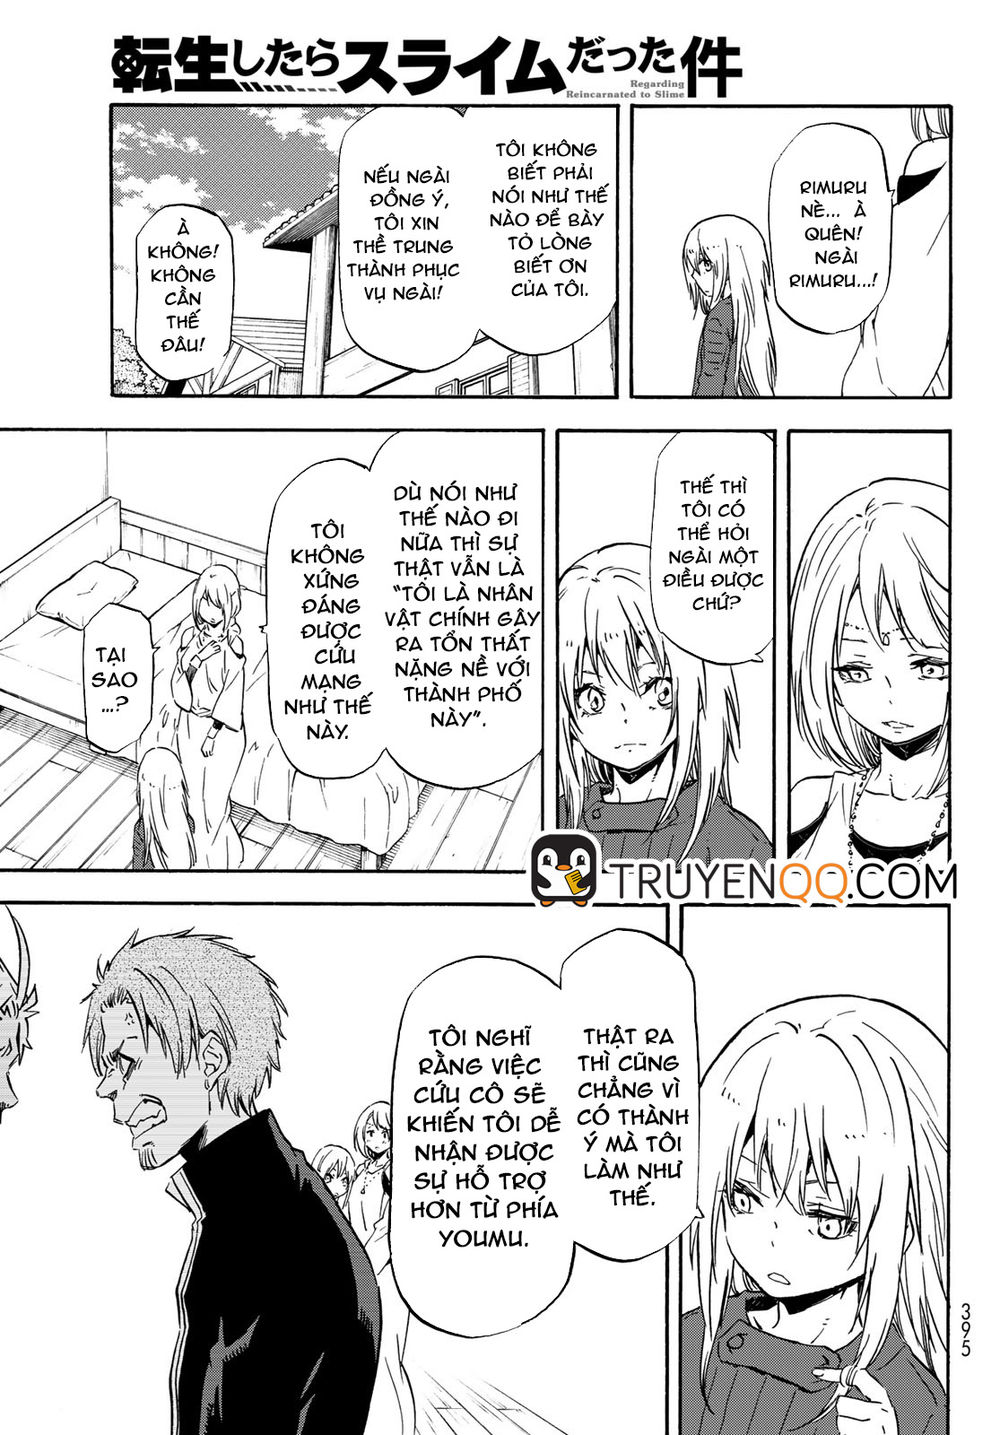 転生したらスライムだった件
Regarding
Reincarnated to Slime
RIMURU
NÈ... À
QUÊN!
NGÀI
RIMURU...!
TÔI KHÔNG
BIẾT PHẢI
NÓI NHƯ THẾ
NÀO ĐỂ BÀY
TỎ LÒNG
BIẾT ƠN
CỦA TÔI.
NẾU NGÀI
ĐỒNG Ý,
TÔI XIN
THỀ TRUNG
THÀNH PHỤC
VỤ NGÀI!
À
KHÔNG!
KHÔNG
CẦN
THẾ
ĐÂU!
THẾ THÌ
TÔI CÓ
THỂ HỎI
NGÀI MỘT
ĐIỀU ĐƯỢC
CHỨ?
DÙ NÓI NHƯ
THẾ NÀO ĐI
NỮA THÌ SỰ
THẬT VẪN LÀ
“TÔI LÀ NHÂN
VẬT CHÍNH GÂY
RA TỔN THẤT
NẶNG NỀ VỚI
THÀNH PHỐ
NÀY”.
TÔI
KHÔNG
XỨNG
ĐÁNG
ĐƯỢC
CỨU
MẠNG
NHƯ THẾ
NÀY.
TẠI
SAO
...?
TRUYENQQ.COM
THẬT RA
THÌ CŨNG
CHẲNG VÌ
CÓ THÀNH
Ý MÀ TÔI
LÀM NHƯ
THẾ.
TÔI NGHĨ
RẰNG VIỆC
CỨU CÔ SẼ
KHIẾN TÔI DỄ
NHẬN ĐƯỢC
SỰ HỖ TRỢ
HƠN TỪ PHÍA
YOUMU.
395